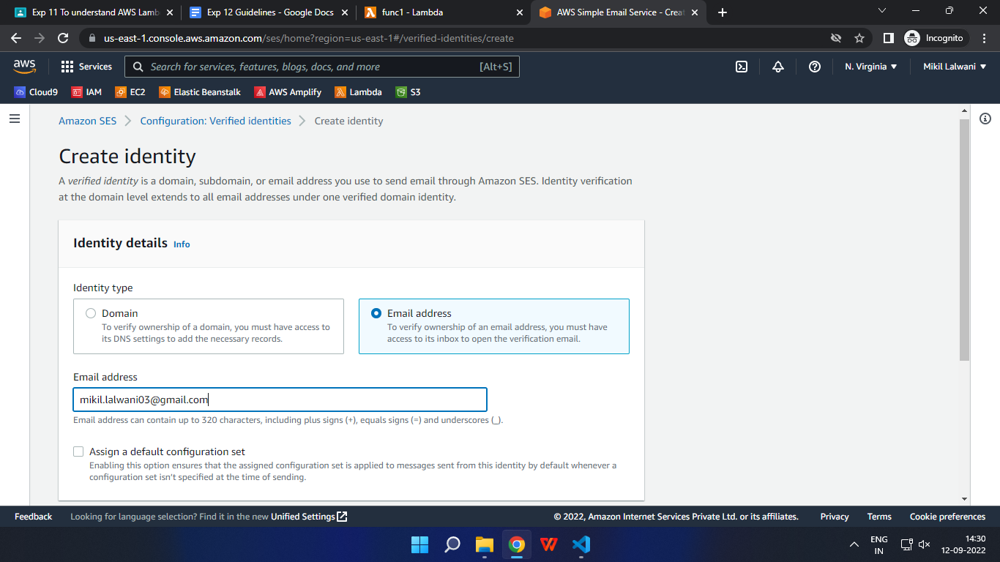 Exp 11 To understand AWS Lamb
Exp 12 Guidelines - Google Docs
func1 - Lambda
AWS Simple Email Service - Creat
us-east-1.console.aws.amazon.com/ses/home?region=us-east-1#/verified-identities/create
Incognito
aws
Services
Search for services, features, blogs, docs, and more
[Alt+S]
N. Virginia
Mikil Lalwani
Cloud9
IAM
EC2
Elastic Beanstalk
AWS Amplify
Lambda
S3
Amazon SES
Configuration: Verified identities
Create identity
Create identity
A verified identity is a domain, subdomain, or email address you use to send email through Amazon SES. Identity verification
at the domain level extends to all email addresses under one verified domain identity.
Identity details Info
Identity type
Domain
To verify ownership of a domain, you must have access to
its DNS settings to add the necessary records.
Email address
To verify ownership of an email address, you must have
access to its inbox to open the verification email.
Email address
mikil.lalwani03@gmail.com
Email address can contain up to 320 characters, including plus signs (+), equals signs (=) and underscores (_).
Assign a default configuration set
Enabling this option ensures that the assigned configuration set is applied to messages sent from this identity by default whenever a
configuration set isn't specified at the time of sending.
Feedback
Looking for language selection? Find it in the new Unified Settings
© 2022, Amazon Internet Services Private Ltd. or its affiliates.
Privacy
Terms
Cookie preferences
ENG
IN
14:30
12-09-2022